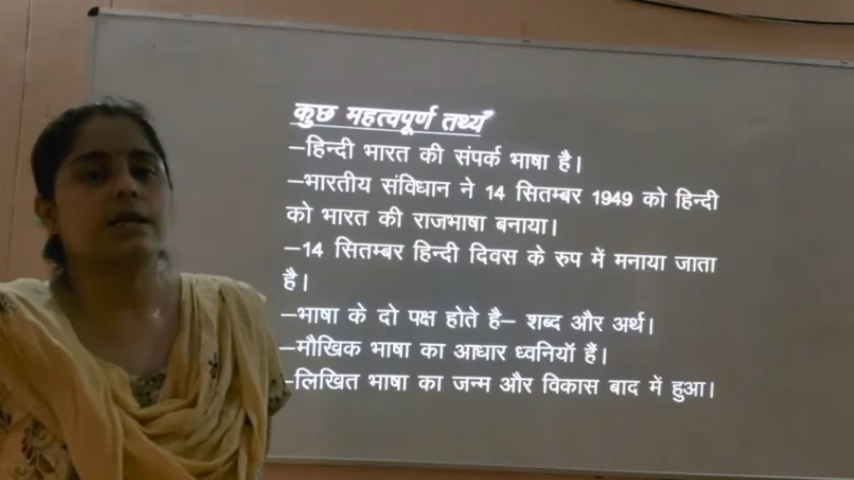 कुछ महत्वपूर्ण तथ्य
–हिन्दी भारत की संपर्क भाषा है।
–भारतीय संविधान ने 14 सितम्बर 1949 को हिन्दी
को भारत की राजभाषा बनाया।
–14 सितम्बर हिन्दी दिवस के रुप में मनाया जाता
है।
–भाषा के दो पक्ष होते है– शब्द और अर्थ।
–मौखिक भाषा का आधार ध्वनियॉ हैं।
–लिखित भाषा का जन्म और विकास बाद में हुआ।